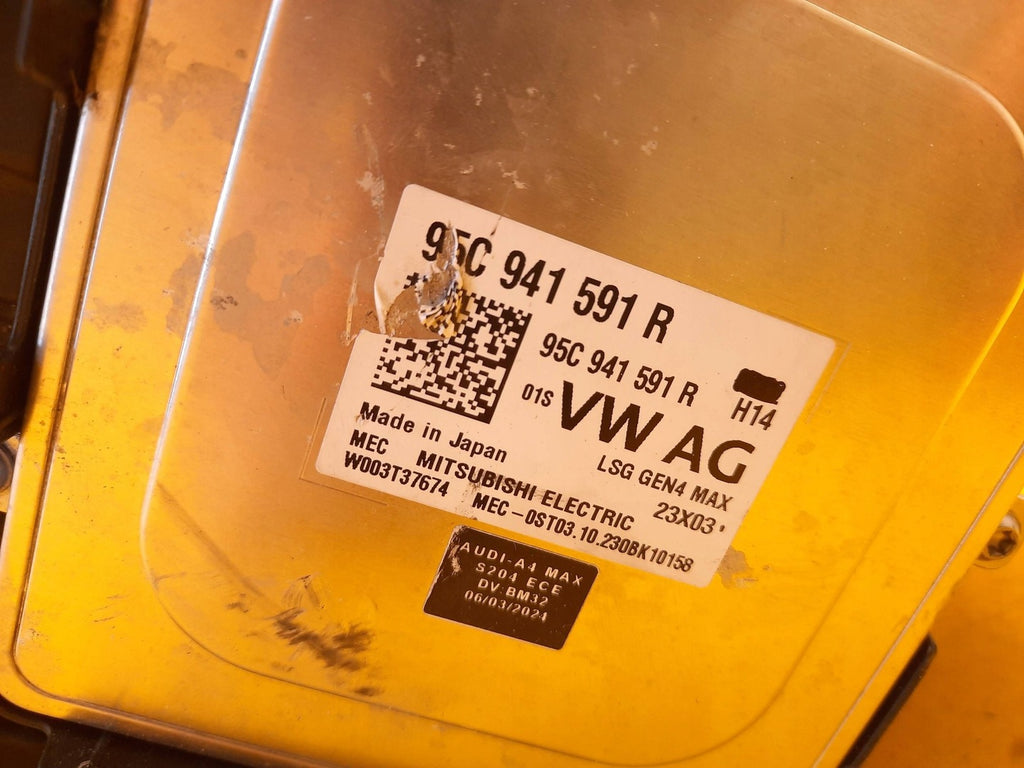 95C 941 591 R
95C 941 591 R
H14
01S VW AG
LSG GEN4 MAX
23X03
Made in Japan
MEC MITSUBISHI ELECTRIC
W003T37674 MEC-0ST03.10.230BK10158
AUDI-A4 MAX
S204 ECE
DV:BM32
06/03/2024